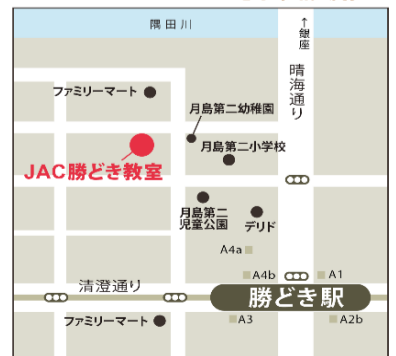 隅田川
↑銀座
晴海通り
ファミリーマート
月島第二幼稚園
月島第二小学校
JAC勝どき教室
月島第二
児童公園
デリド
A4a
A4b
A1
清澄通り
勝どき駅
ファミリーマート
A3
A2b